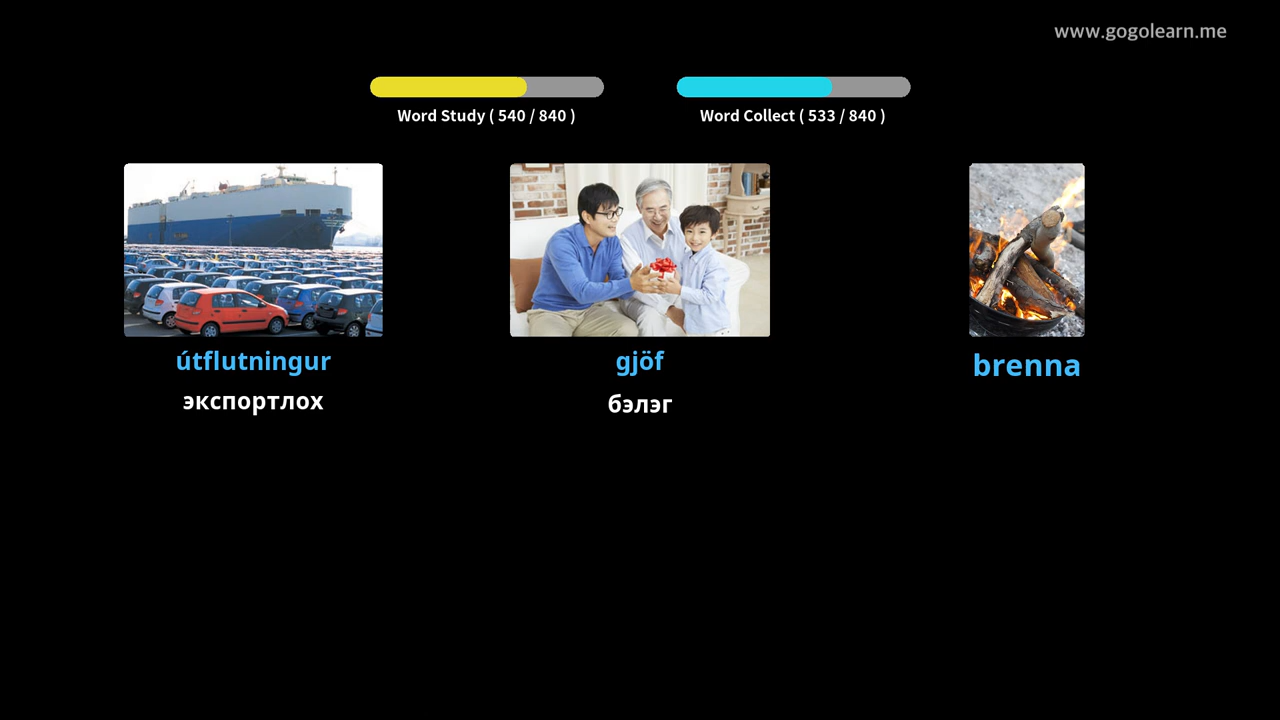 www.gogolearn.me
Word Study ( 540 / 840 )
Word Collect ( 533 / 840 )
útflutningur
экспортлох
gjöf
бэлэг
brenna